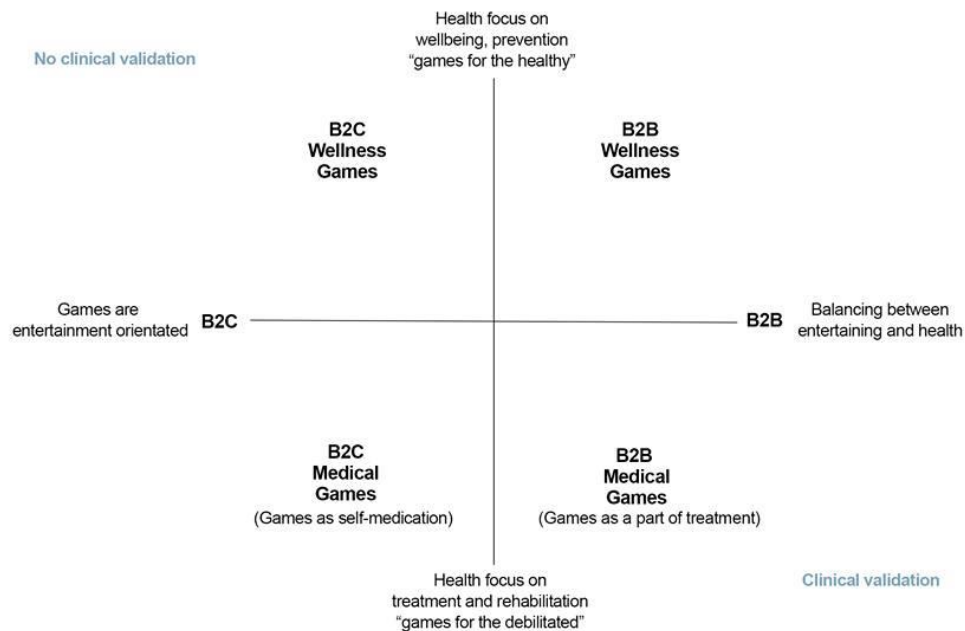 Health focus on
wellbeing, prevention
“games for the healthy”
No clinical validation
B2C
Wellness
Games
B2B
Wellness
Games
Games are
entertainment orientated
B2C
B2B
Balancing between
entertaining and health
B2C
Medical
Games
(Games as self-medication)
B2B
Medical
Games
(Games as a part of treatment)
Health focus on
treatment and rehabilitation
“games for the debilitated”
Clinical validation